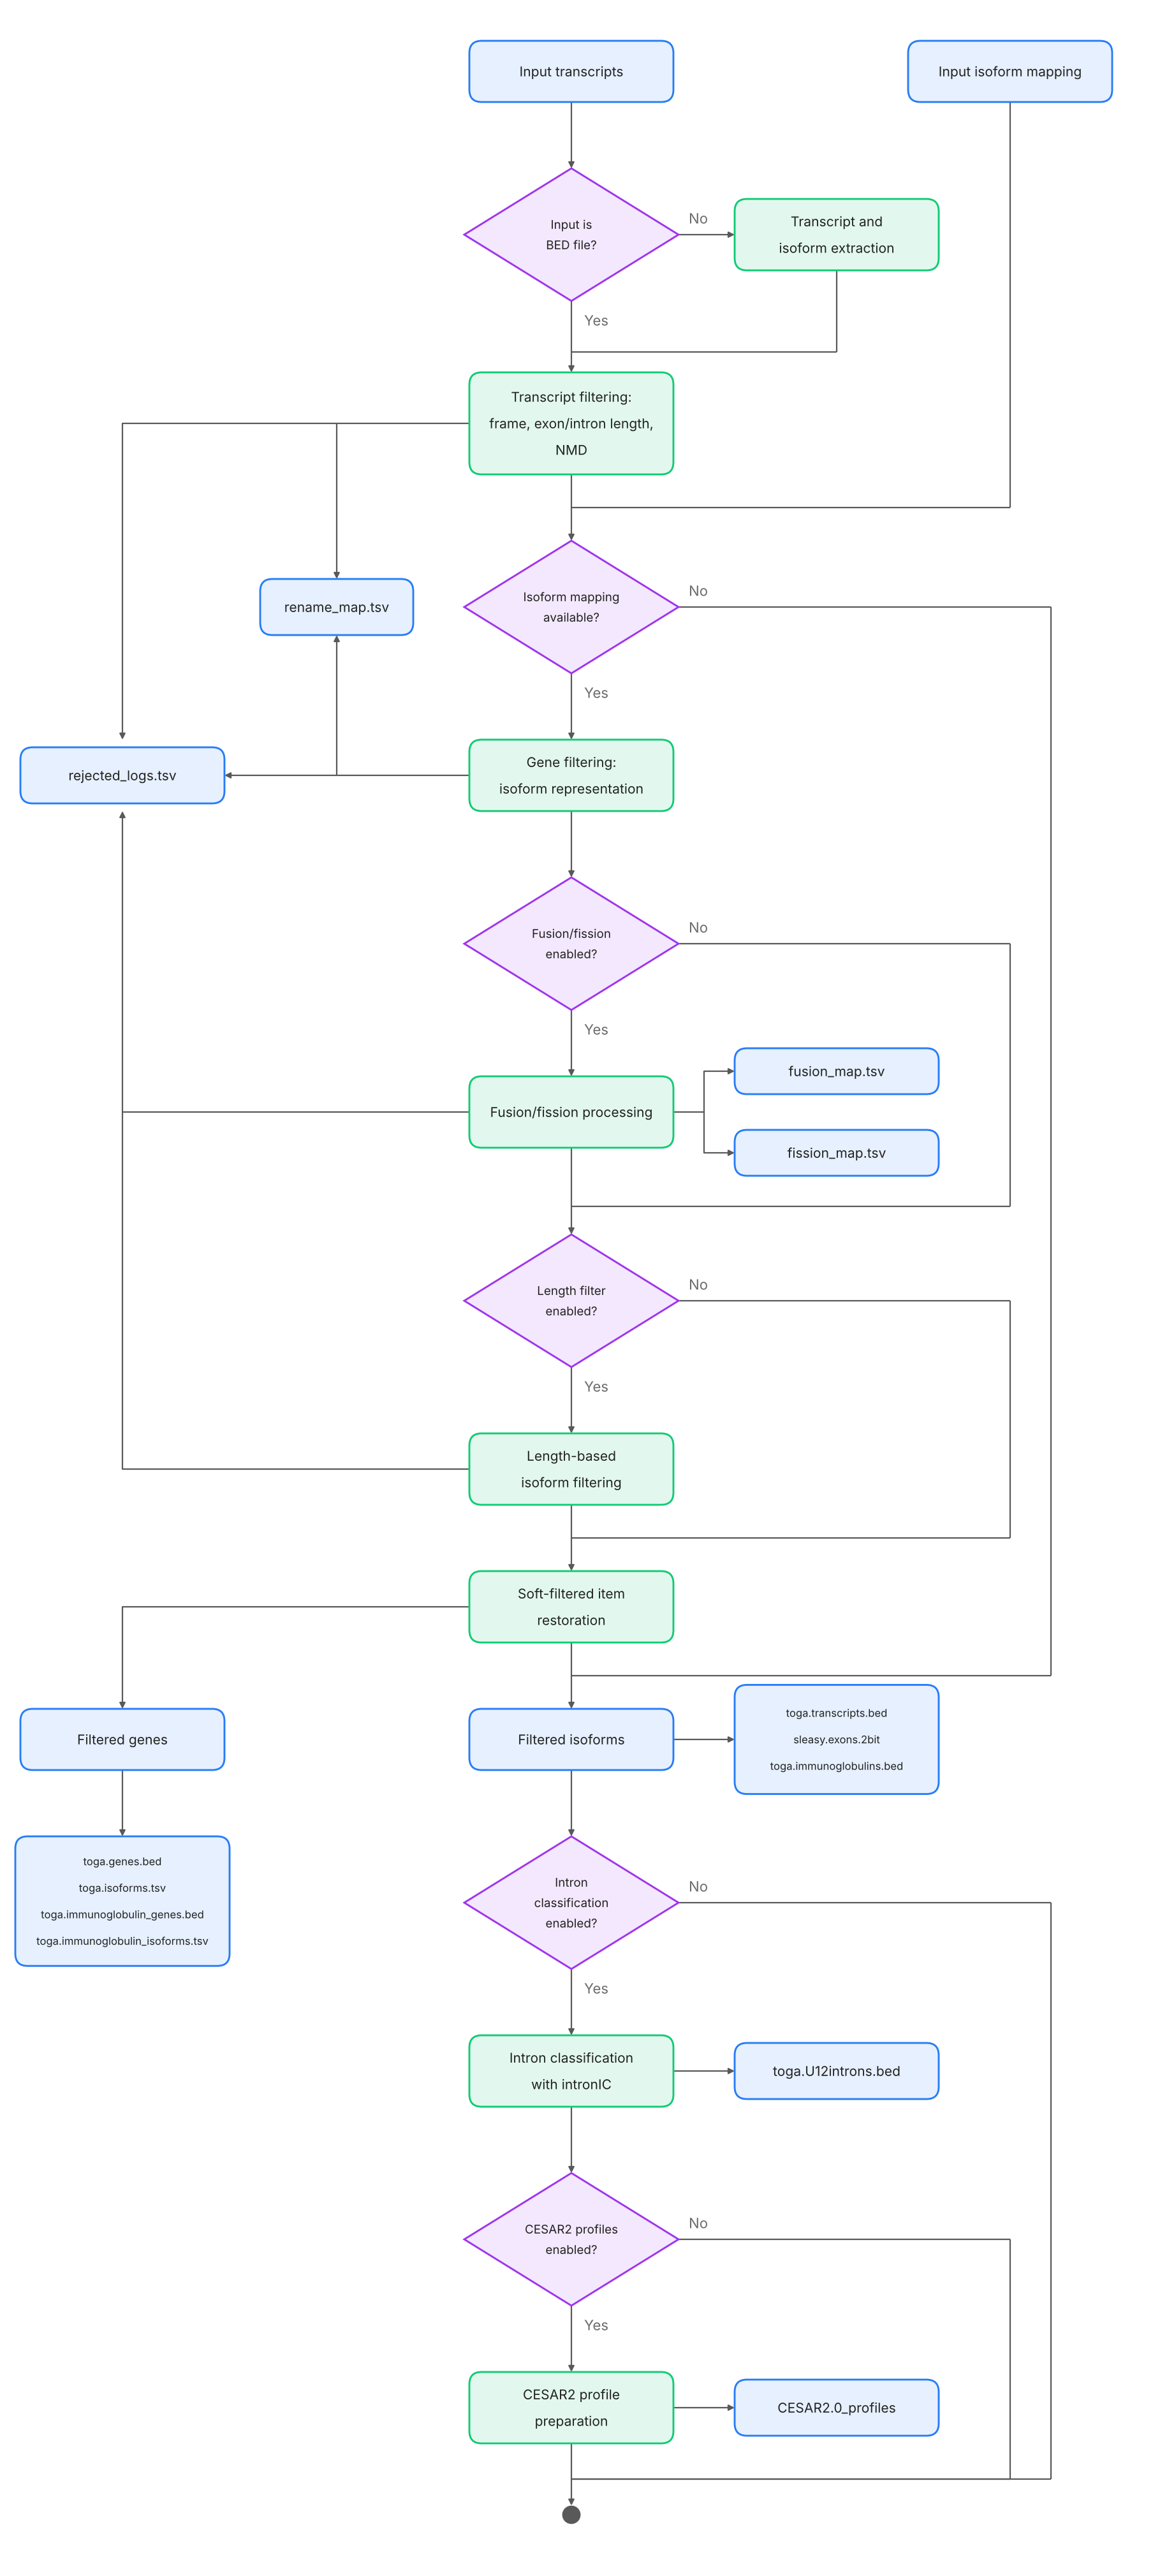 Input transcripts
Input isoform mapping
Input is
BED file?
No
Transcript and
isoform extraction
Yes
Transcript filtering:
frame, exon/intron length,
NMD
Isoform mapping
available?
No
rename_map.tsv
Yes
rejected_logs.tsv
Gene filtering:
isoform representation
Fusion/fission
enabled?
No
Yes
fusion_map.tsv
Fusion/fission processing
fission_map.tsv
Length filter
enabled?
No
Yes
Length-based
isoform filtering
Soft-filtered item
restoration
Filtered genes
Filtered isoforms
toga.transcripts.bed
sleasy.exons.2bit
toga.immunoglobulins.bed
toga.genes.bed
toga.isoforms.tsv
toga.immunoglobulin_genes.bed
toga.immunoglobulin_isoforms.tsv
Intron
classification
enabled?
No
Yes
Intron classification
with intronIC
toga.U12introns.bed
CESAR2 profiles
enabled?
No
Yes
CESAR2 profile
preparation
CESAR2.0_profiles